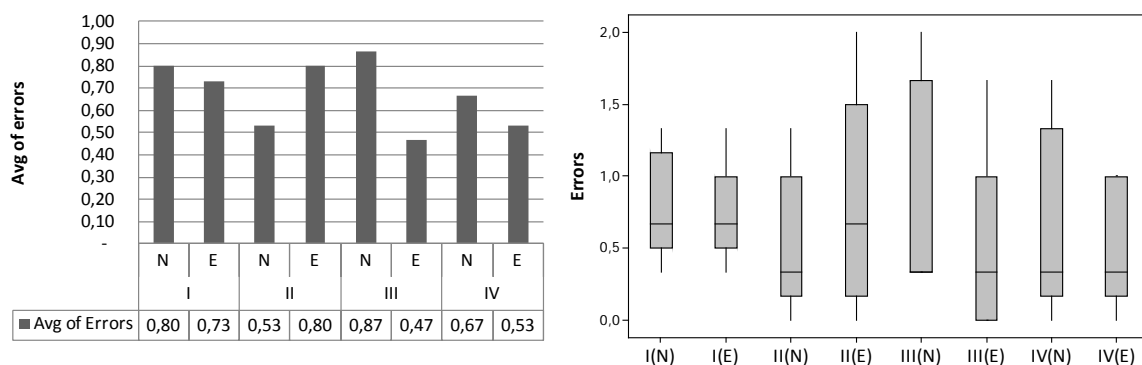 1,00
0,90
0,80
0,70
0,60
0,50
0,40
0,30
0,20
0,10
-
Avg of errors
N E N E N E N E
I II III IV
Avg of Errors 0,80 0,73 0,53 0,80 0,87 0,47 0,67 0,53
2,0
1,5
1,0
0,5
0,0
Errors
I(N) I(E) II(N) II(E) III(N) III(E) IV(N) IV(E)